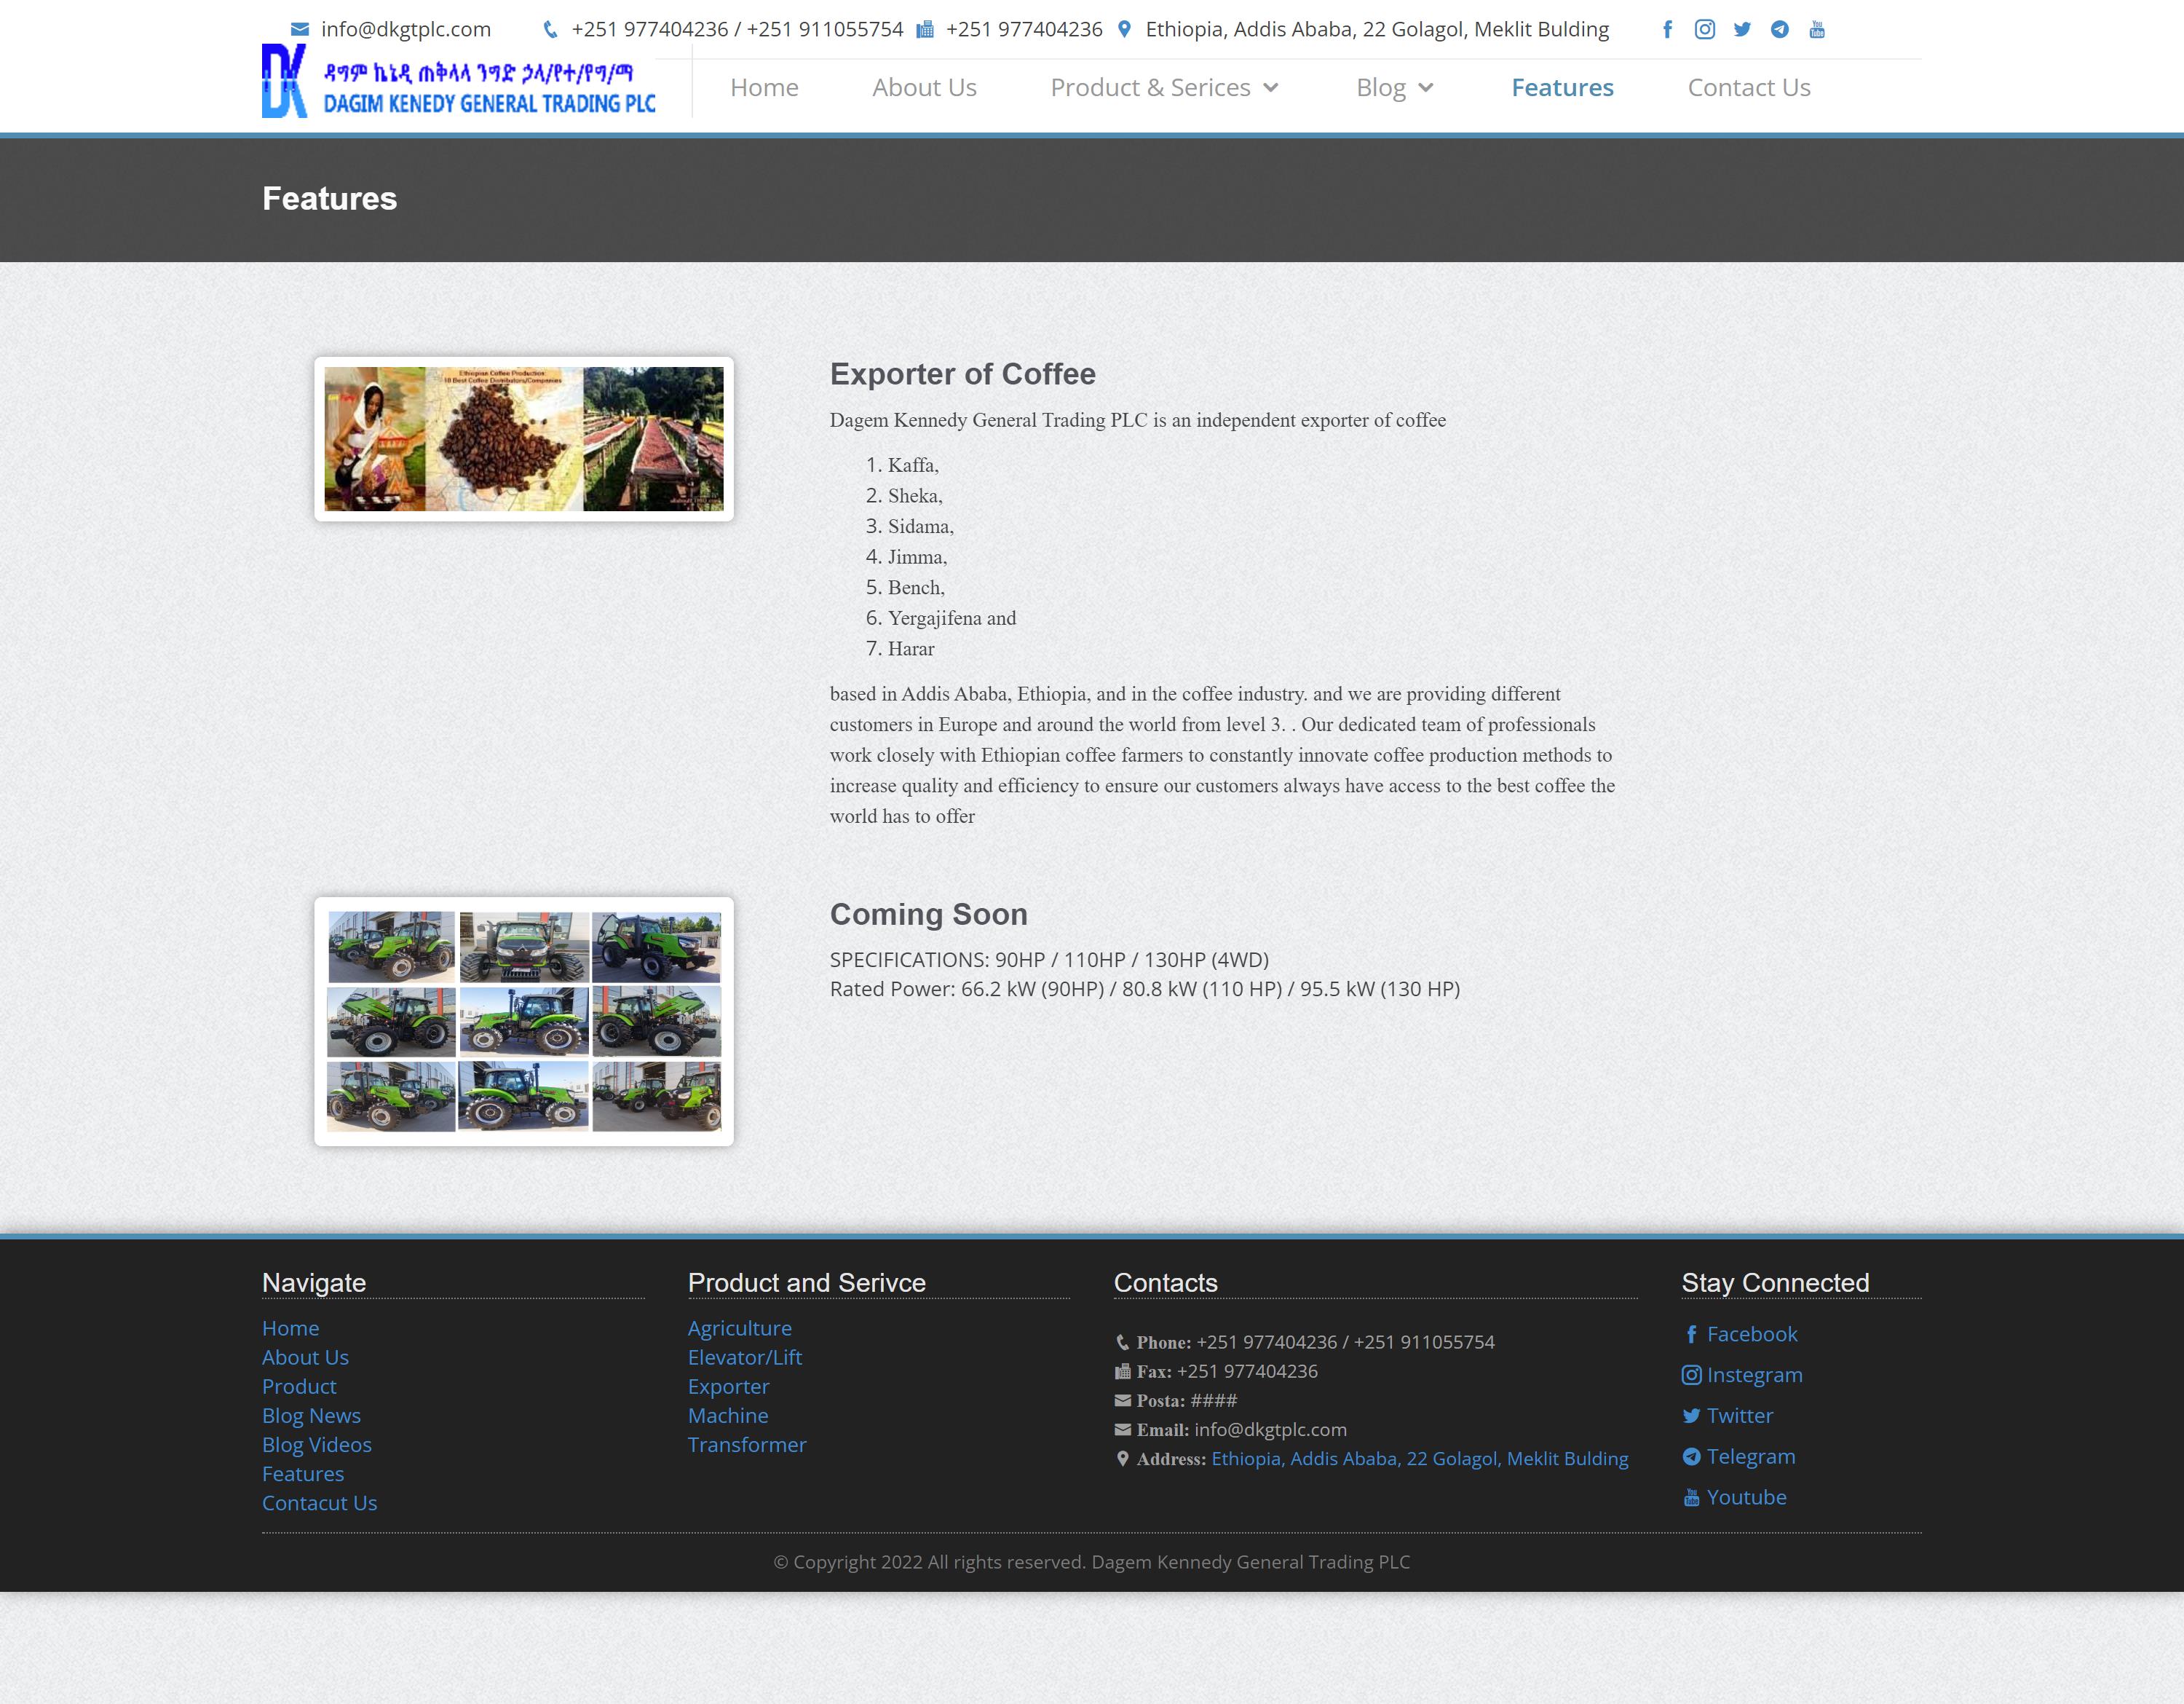 info@dkgtplc.com +251 977404236 / +251 911055754 +251 977404236 Ethiopia, Addis Ababa, 22 Golagol, Meklit Bulding
ዳግም ኬኔዲ ጠቅላላ ንግድ ኃላ/የተ/የግ/ማ
DAGIM KENEDY GENERAL TRADING PLC
Home About Us Product & Serices Blog Features Contact Us
Features
Ethiopian Coffee Production
10 Best Coffee Distributors/Companies
Exporter of Coffee
Dagem Kennedy General Trading PLC is an independent exporter of coffee
1. Kaffa,
2. Sheka,
3. Sidama,
4. Jimma,
5. Bench,
6. Yergajifena and
7. Harar
based in Addis Ababa, Ethiopia, and in the coffee industry. and we are providing different
customers in Europe and around the world from level 3. . Our dedicated team of professionals
work closely with Ethiopian coffee farmers to constantly innovate coffee production methods to
increase quality and efficiency to ensure our customers always have access to the best coffee the
world has to offer
Coming Soon
SPECIFICATIONS: 90HP / 110HP / 130HP (4WD)
Rated Power: 66.2 kW (90HP) / 80.8 kW (110 HP) / 95.5 kW (130 HP)
Navigate
Home
About Us
Product
Blog News
Blog Videos
Features
Contacut Us
Product and Serivce
Agriculture
Elevator/Lift
Exporter
Machine
Transformer
Contacts
Phone: +251 977404236 / +251 911055754
Fax: +251 977404236
Posta: ####
Email: info@dkgtplc.com
Address: Ethiopia, Addis Ababa, 22 Golagol, Meklit Bulding
Stay Connected
Facebook
Instegram
Twitter
Telegram
Youtube
© Copyright 2022 All rights reserved. Dagem Kennedy General Trading PLC